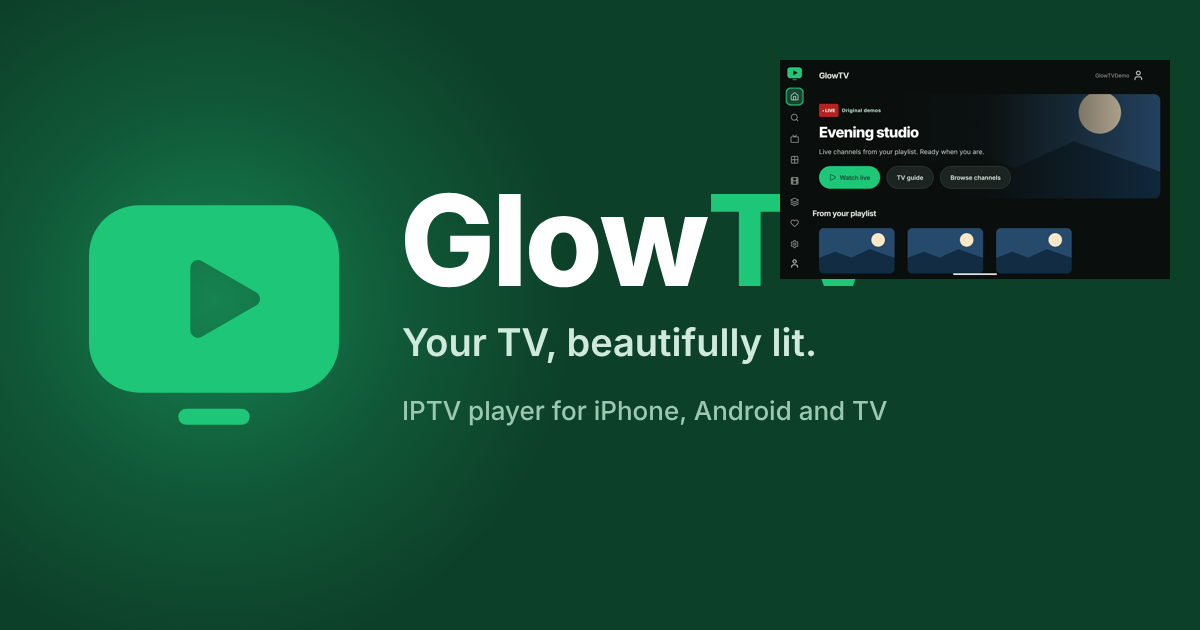 GlowTV
GlowTVDemo
• LIVE Original demos
Evening studio
Live channels from your playlist. Ready when you are.
Watch live TV guide Browse channels
From your playlist
GlowTV
Your TV, beautifully lit.
IPTV player for iPhone, Android and TV